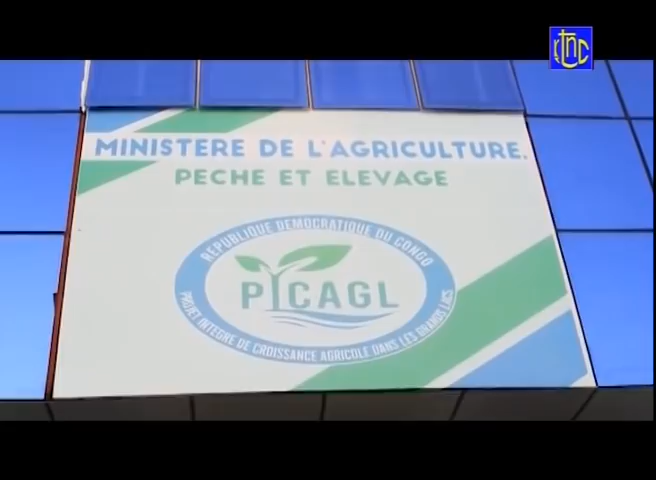 rtnc
MINISTERE DE L'AGRICULTURE.
PECHE ET ELEVAGE
REPUBLIQUE DEMOCRATIQUE DU CONGO
PICAGL
PROJET INTEGRE DE CROISSANCE AGRICOLE DANS LES GRANDS LACS